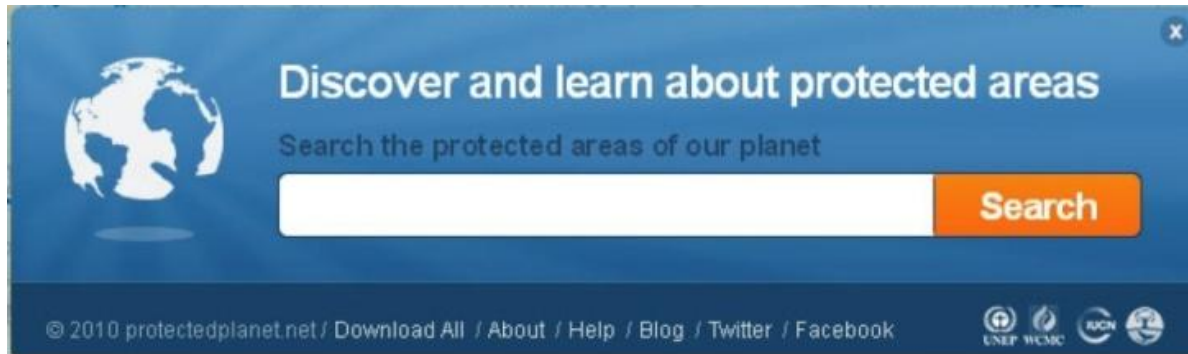 x
Discover and learn about protected areas
Search the protected areas of our planet
Search
© 2010 protectedplanet.net / Download All / About / Help / Blog / Twitter / Facebook
UNEP WCMC IUCN